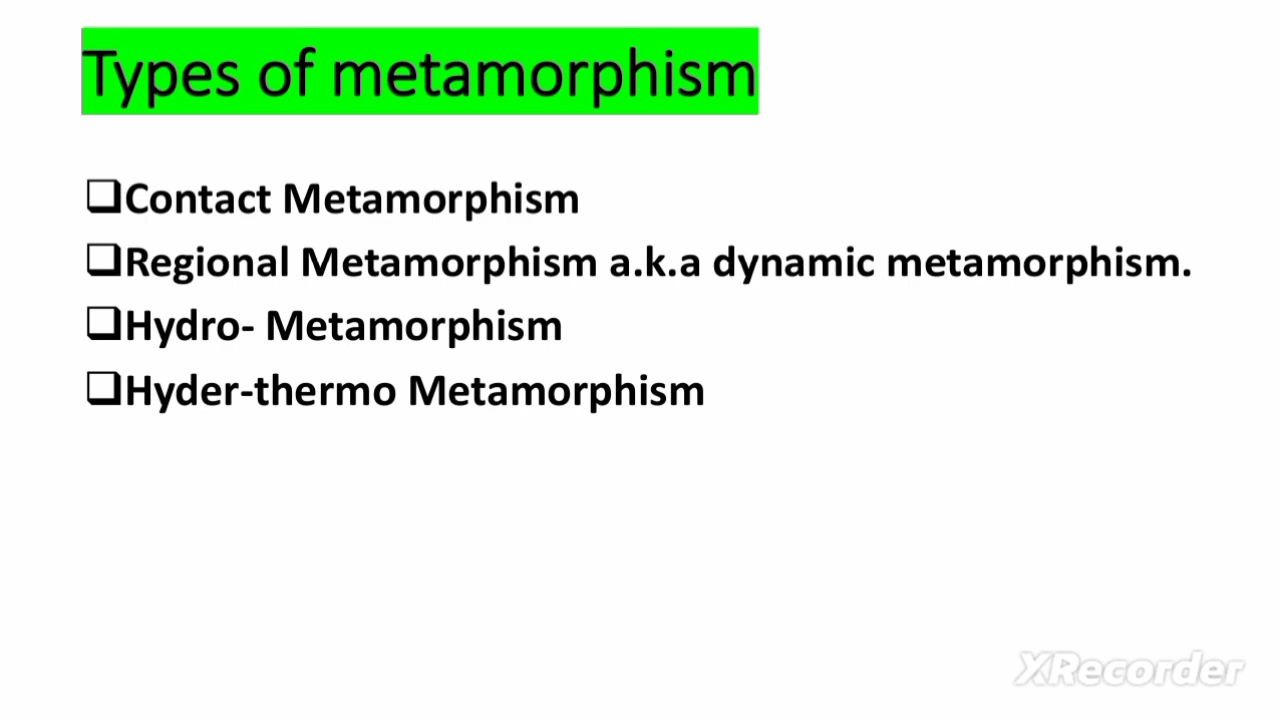 Types of metamorphism
❑Contact Metamorphism
❑Regional Metamorphism a.k.a dynamic metamorphism.
❑Hydro- Metamorphism
❑Hyder-thermo Metamorphism
XRecorder